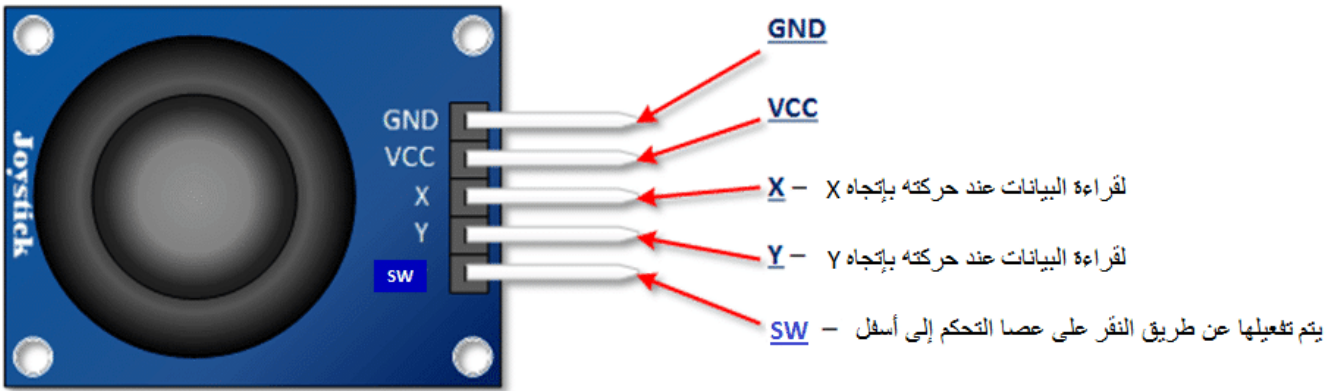 Joystick
GND
VCC
X
Y
SW
GND
VCC
X – لقراءة البيانات عند حركته بإتجاه X
Y – لقراءة البيانات عند حركته بإتجاه Y
SW – يتم تفعيلها عن طريق النقر على عصا التحكم إلى أسفل